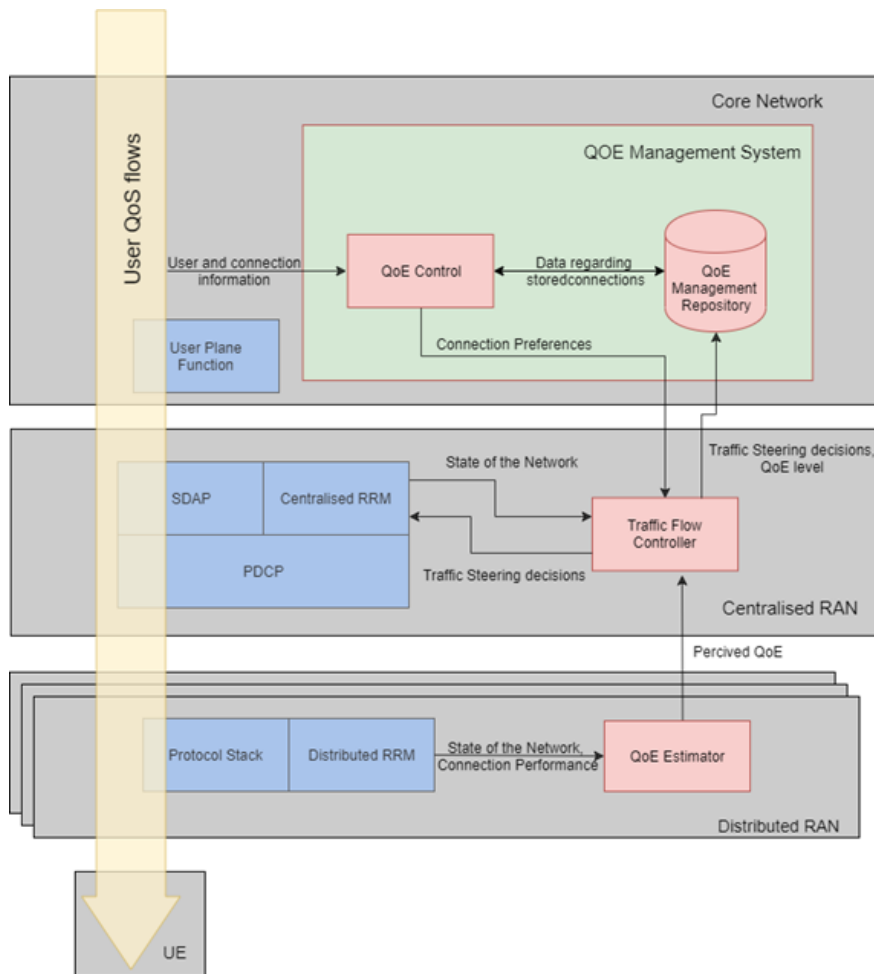 Core Network
QOE Management System
User QoS flows
User and connection
information
QoE Control
Data regarding
storedconnections
QoE
Management
Repository
User Plane
Function
Connection Preferences
Traffic Steering decisions,
QoE level
State of the Network
SDAP
Centralised RRM
Traffic Flow
Controller
PDCP
Traffic Steering decisions
Centralised RAN
Percived QoE
Protocol Stack
Distributed RRM
State of the Network,
Connection Performance
QoE Estimator
Distributed RAN
UE